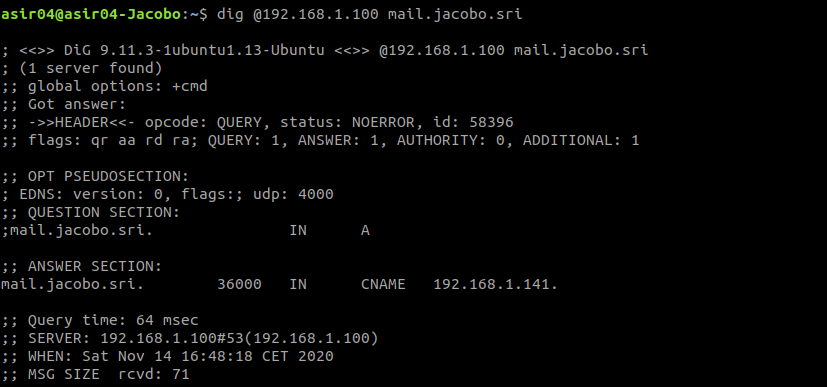 asir04@asir04-Jacobo:~$ dig @192.168.1.100 mail.jacobo.sri
; <<>> DiG 9.11.3-1ubuntu1.13-Ubuntu <<>> @192.168.1.100 mail.jacobo.sri
; (1 server found)
;; global options: +cmd
;; Got answer:
;; ->>HEADER<<- opcode: QUERY, status: NOERROR, id: 58396
;; flags: qr aa rd ra; QUERY: 1, ANSWER: 1, AUTHORITY: 0, ADDITIONAL: 1
;; OPT PSEUDOSECTION:
; EDNS: version: 0, flags:; udp: 4000
;; QUESTION SECTION:
;mail.jacobo.sri. IN A
;; ANSWER SECTION:
mail.jacobo.sri. 36000 IN CNAME 192.168.1.141.
;; Query time: 64 msec
;; SERVER: 192.168.1.100#53(192.168.1.100)
;; WHEN: Sat Nov 14 16:48:18 CET 2020
;; MSG SIZE rcvd: 71